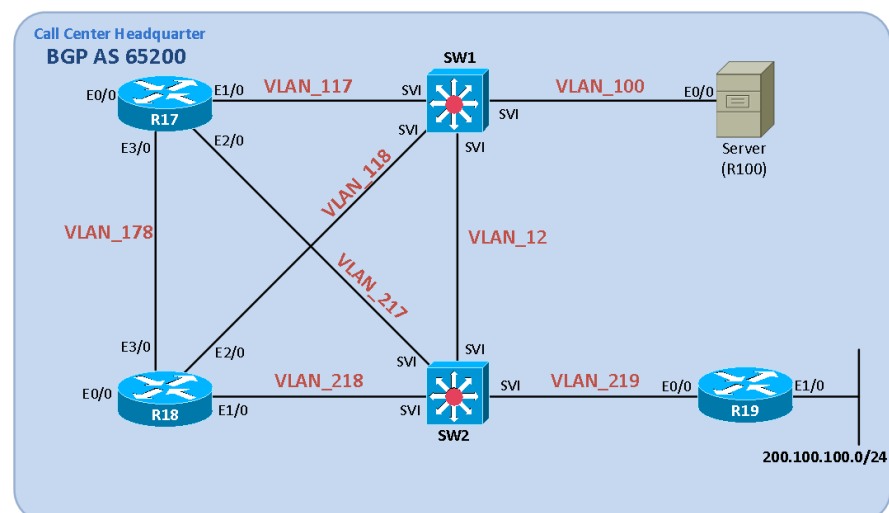 Call Center Headquarter
BGP AS 65200
SW1
E0/0
E1/0
VLAN_117
SVI
VLAN_100
E0/0
R17
SVI
SVI
E3/0
E2/0
SVI
Server
(R100)
VLAN_118
VLAN_178
VLAN_12
VLAN_217
E3/0
E2/0
SVI
SVI
E0/0
VLAN_218
SVI
VLAN_219
E0/0
E1/0
R18
E1/0
SVI
R19
SW2
200.100.100.0/24